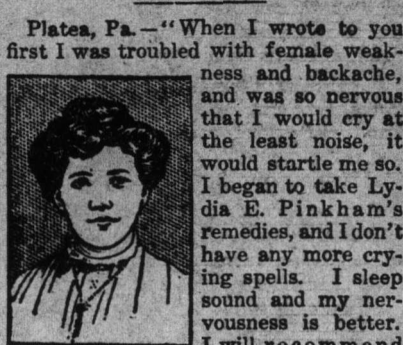 Platea, Pa.—"When I wrote to you
first I was troubled with female weak-
ness and backache,
and was so nervous
that I would cry at
the least noise, it
would startle me so.
I began to take Ly-
dia E. Pinkham's
remedies, and I don't
have any more cry-
ing spells. I sleep
sound and my ner-
vousness is better.
I will recommend